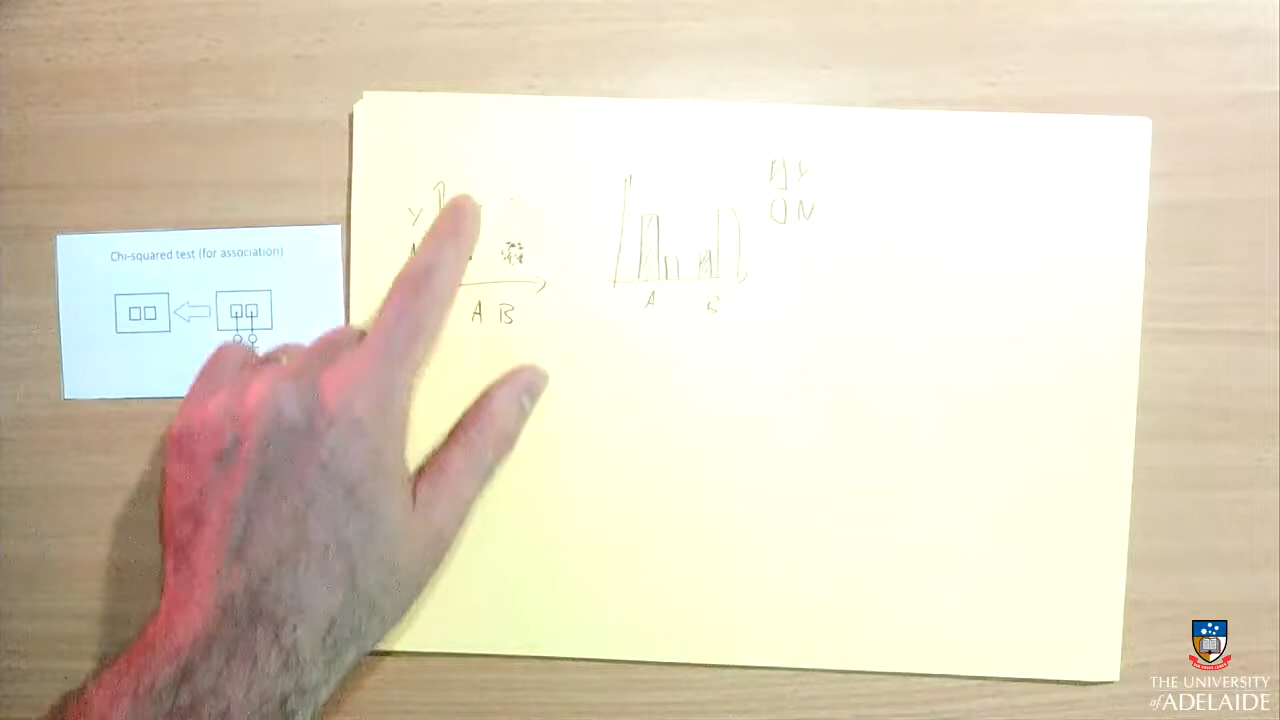 Chi-squared test (for association)
Y
A B
Y
N
A
B
THE UNIVERSITY
of ADELAIDE